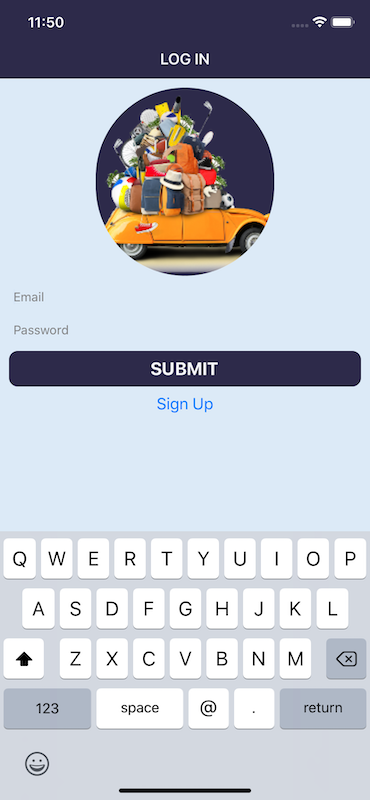 11:50
LOG IN
Email
Password
SUBMIT
Sign Up
Q W E R T Y U I O P
A S D F G H J K L
Z X C V B N M
123 space @ . return